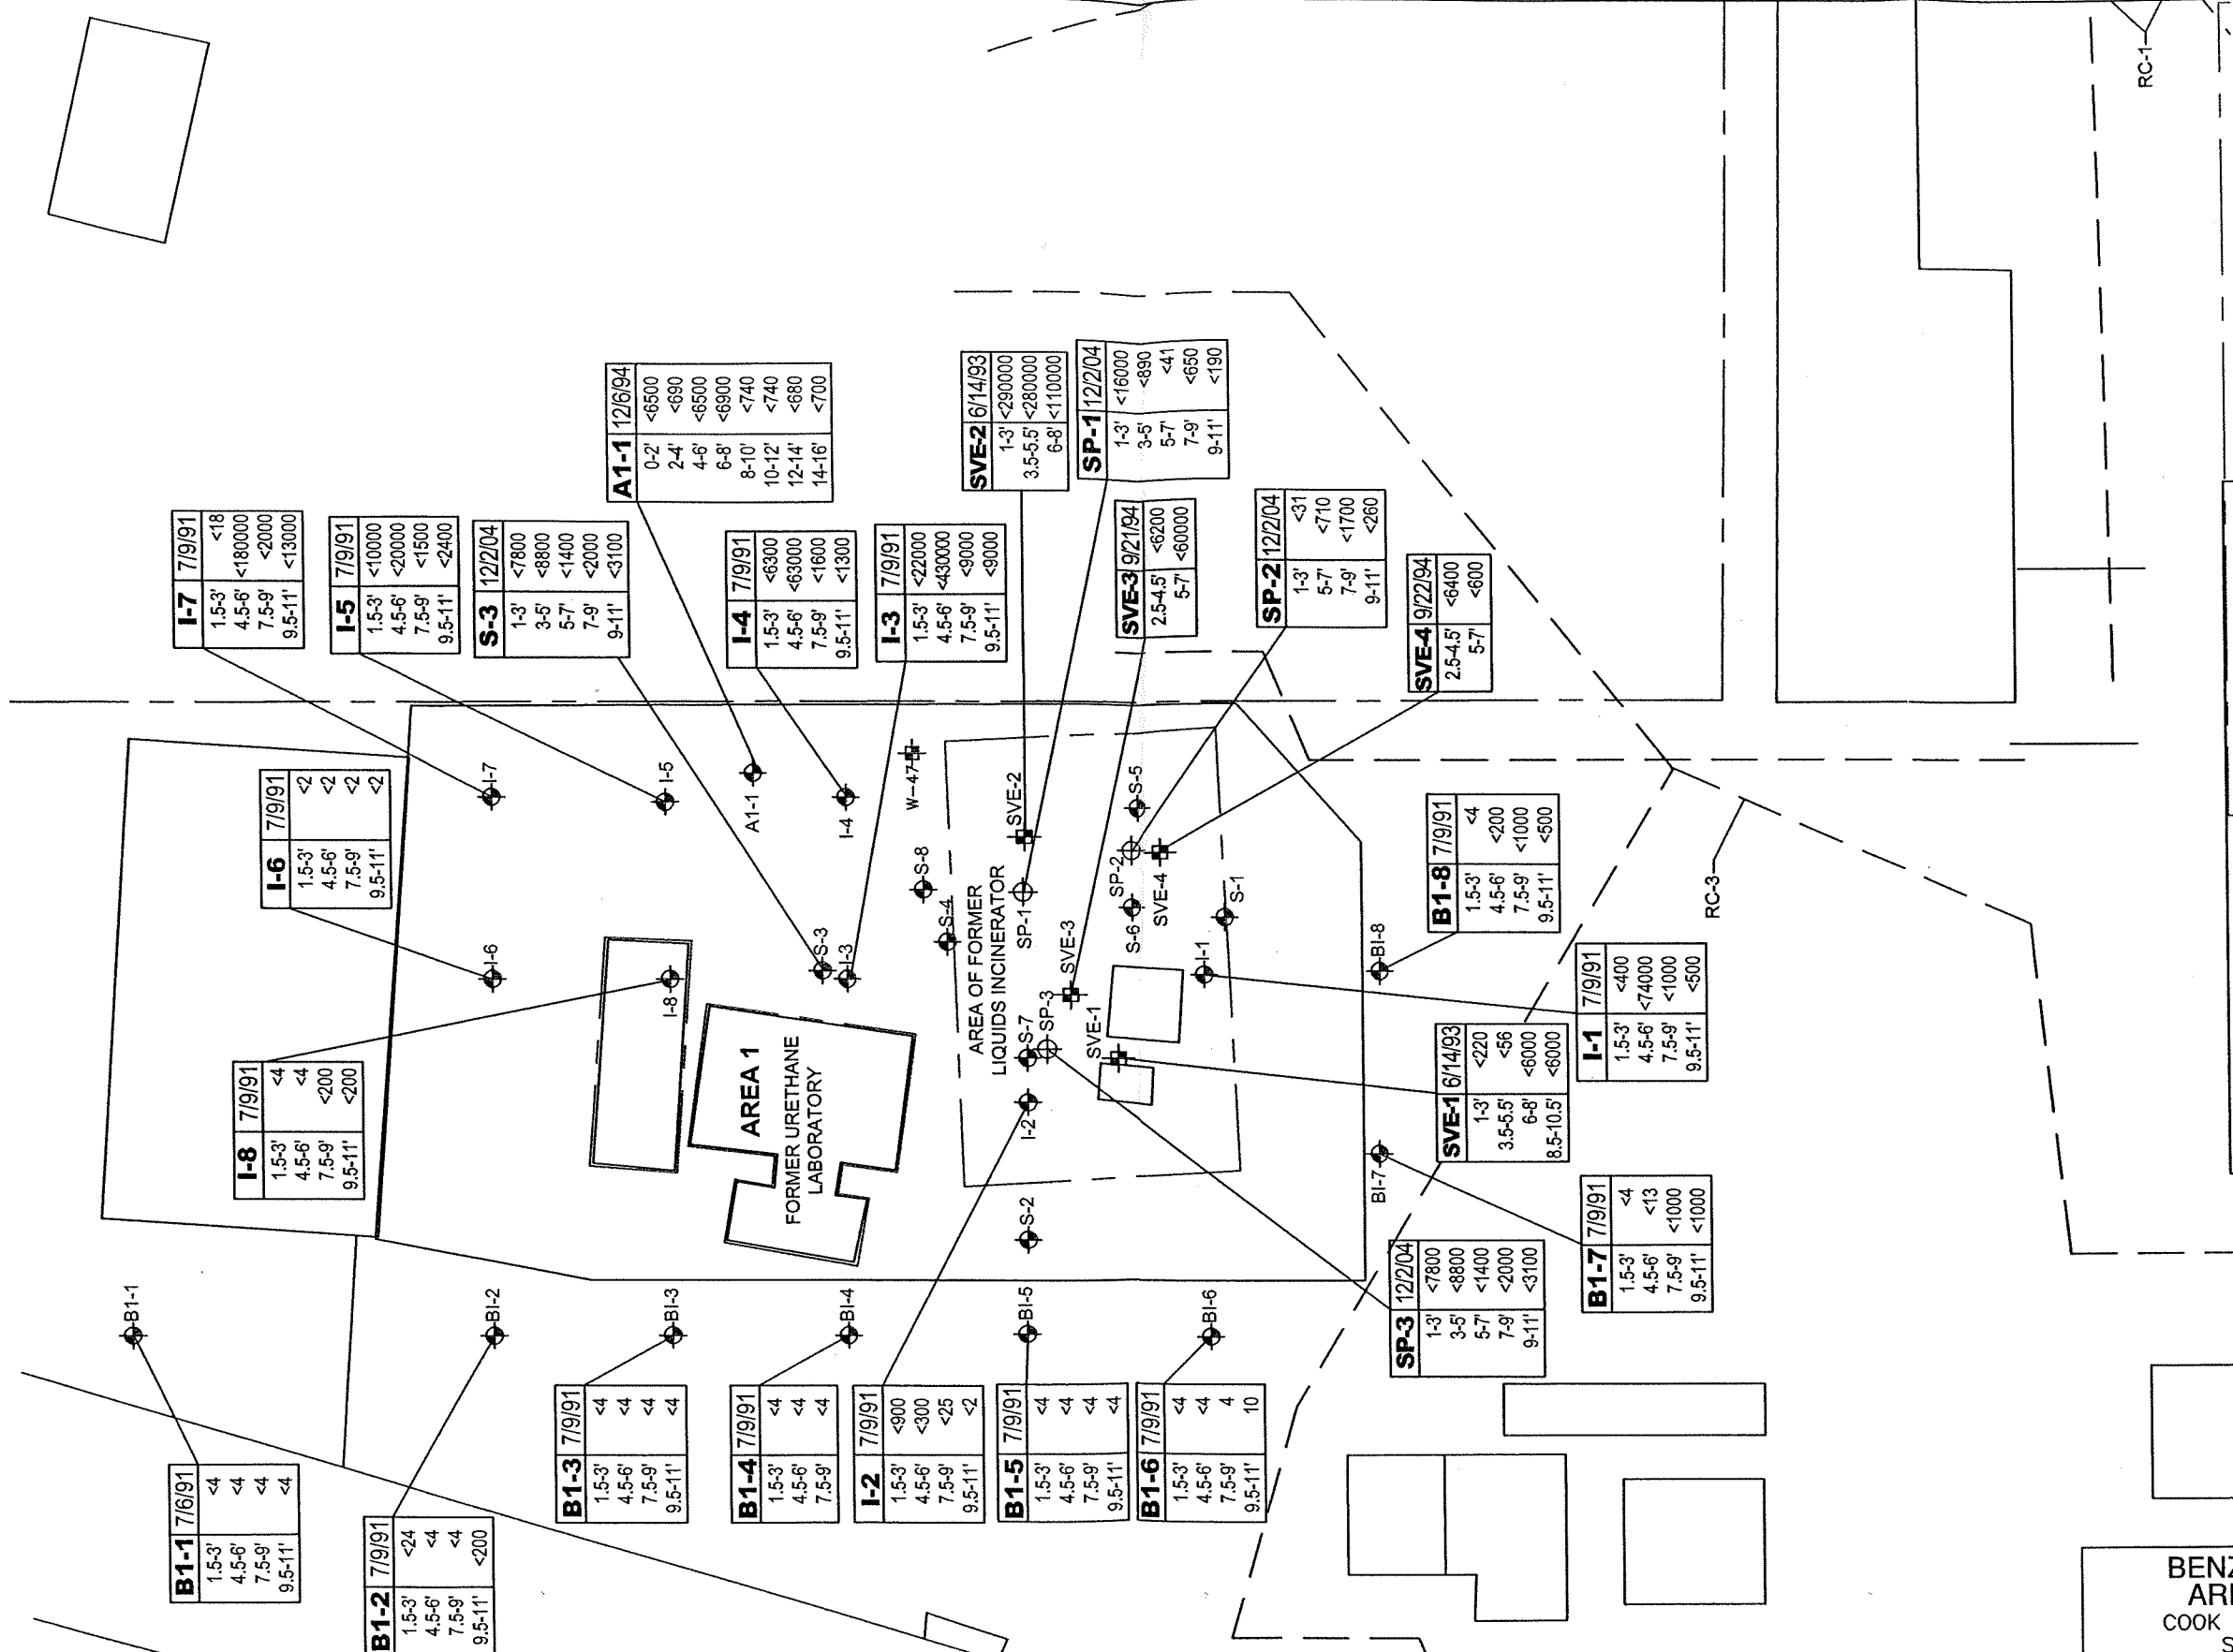 I-7 7/9/91
1.5-3' <18
4.5-6' <180000
7.5-9' <2000
9.5-11' <13000
I-5 7/9/91
1.5-3' <10000
4.5-6' <20000
7.5-9' <1500
9.5-11' <2400
S-3 12/2/04
1-3' <7800
3-5' <8800
5-7' <1400
7-9' <2000
9-11' <3100
A1-1 12/6/94
0-2' <6500
2-4' <690
4-6' <6500
6-8' <6900
8-10' <740
10-12' <740
12-14' <680
14-16' <700
I-4 7/9/91
1.5-3' <6300
4.5-6' <63000
7.5-9' <1600
9.5-11' <1300
I-3 7/9/91
1.5-3' <22000
4.5-6' <430000
7.5-9' <9000
9.5-11' <9000
SVE-2 6/14/93
1-3' <290000
3.5-5.5' <280000
6-8' <110000
SP-1 12/2/04
1-3' <16000
3-5' <890
5-7' <41
7-9' <650
9-11' <190
SVE-3 9/21/94
2.5-4.5' <6200
5-7' <60000
SP-2 12/2/04
1-3' <31
5-7' <710
7-9' <1700
9-11' <260
SVE-4 9/22/94
2.5-4.5' <6400
5-7' <600
I-6 7/9/91
1.5-3' <2
4.5-6' <2
7.5-9' <2
9.5-11' <2
I-8 7/9/91
1.5-3' <4
4.5-6' <4
7.5-9' <200
9.5-11' <200
B1-8 7/9/91
1.5-3' <4
4.5-6' <200
7.5-9' <1000
9.5-11' <500
I-1 7/9/91
1.5-3' <400
4.5-6' <74000
7.5-9' <1000
9.5-11' <500
SVE-1 6/14/93
1-3' <220
3.5-5.5' <56
6-8' <6000
8.5-10.5' <6000
B1-7 7/9/91
1.5-3' <4
4.5-6' <13
7.5-9' <1000
9.5-11' <1000
SP-3 12/2/04
1-3' <7800
3-5' <8800
5-7' <1400
7-9' <2000
9-11' <3100
B1-1 7/6/91
1.5-3' <4
4.5-6' <4
7.5-9' <4
9.5-11' <4
B1-2 7/9/91
1.5-3' <24
4.5-6' <4
7.5-9' <4
9.5-11' <200
B1-3 7/9/91
1.5-3' <4
4.5-6' <4
7.5-9' <4
9.5-11' <4
B1-4 7/9/91
1.5-3' <4
4.5-6' <4
7.5-9' <4
I-2 7/9/91
1.5-3' <900
4.5-6' <300
7.5-9' <25
9.5-11' <2
B1-5 7/9/91
1.5-3' <4
4.5-6' <4
7.5-9' <4
9.5-11' <4
B1-6 7/9/91
1.5-3' <4
4.5-6' <4
7.5-9' 4
9.5-11' 10
I-7
I-5
A1-1
I-4
W-47
SVE-2
S-5
I-6
I-8
S-3
I-3
S-8
S-4
SP-1
SP-2
S-6
SVE-4
S-1
SVE-3
I-1
SP-3
S-7
SVE-1
I-2
S-2
BI-8
BI-7
B1-1
BI-2
BI-3
BI-4
BI-5
BI-6
AREA 1
FORMER URETHANE
LABORATORY
AREA OF FORMER
LIQUIDS INCINERATOR
RC-1
RC-3
BENZ
ARE
COOK
S